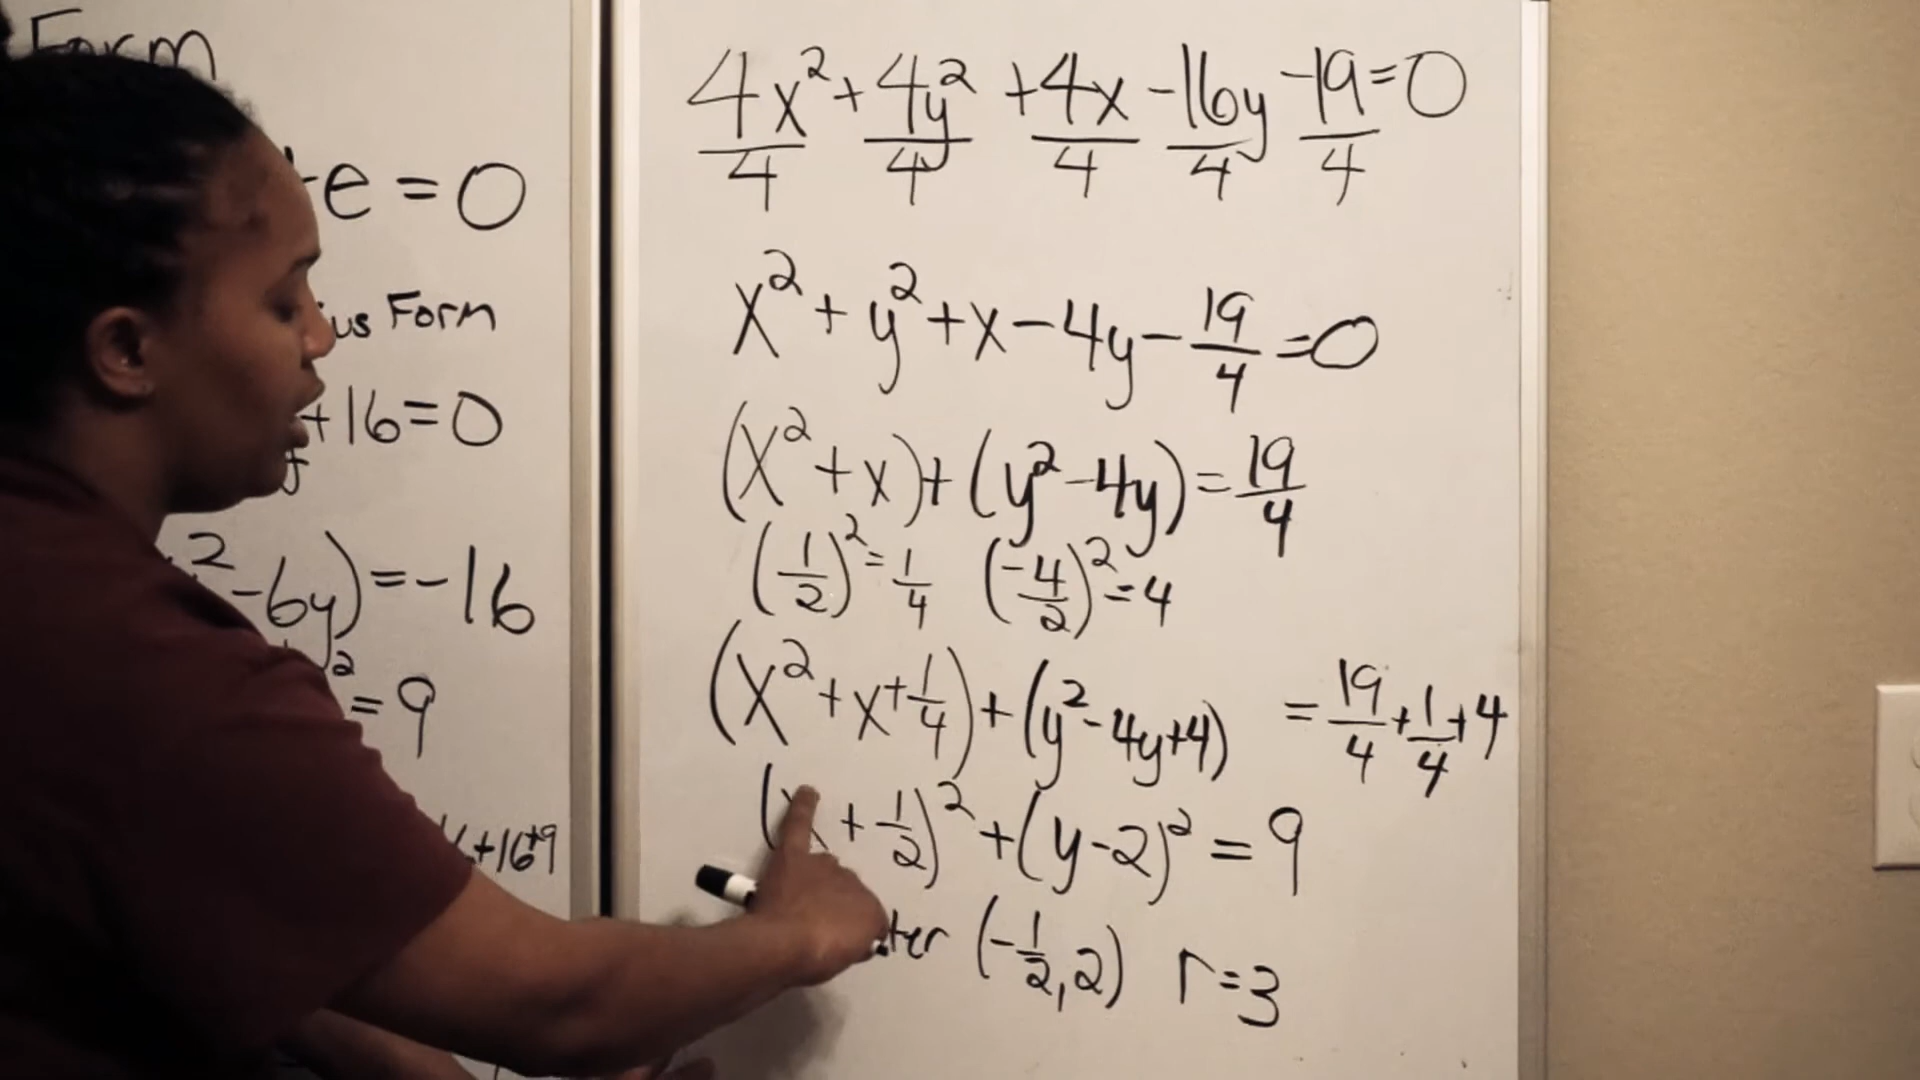 Form
+e = 0
us Form
+16=0
²-6y) = -16
= 9
+16+9
4x²/4 + 4y²/4 + 4x/4 - 16y/4 - 19/4 = 0
x² + y² + x - 4y - 19/4 = 0
(x² + x) + (y² - 4y) = 19/4
(1/2)² = 1/4 (-4/2)² = 4
(x² + x + 1/4) + (y² - 4y + 4) = 19/4 + 1/4 + 4
(x + 1/2)² + (y - 2)² = 9
ter (-1/2, 2) r = 3